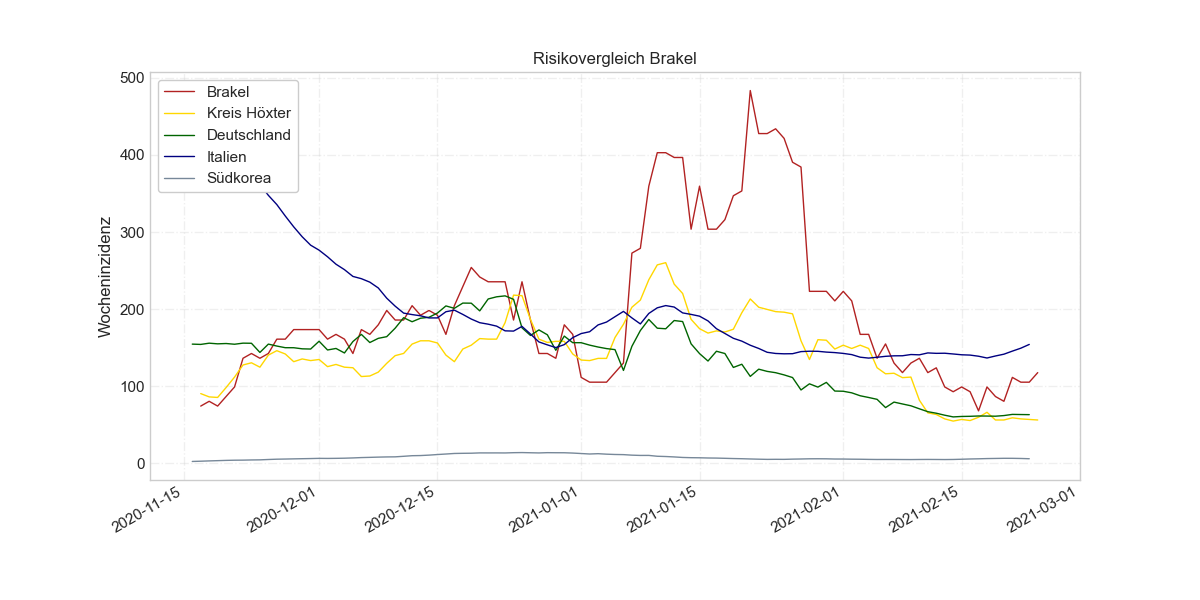 Risikovergleich Brakel
Wocheninzidenz
500
400
300
200
100
0
Brakel
Kreis Höxter
Deutschland
Italien
Südkorea
2020-11-15
2020-12-01
2020-12-15
2021-01-01
2021-01-15
2021-02-01
2021-02-15
2021-03-01